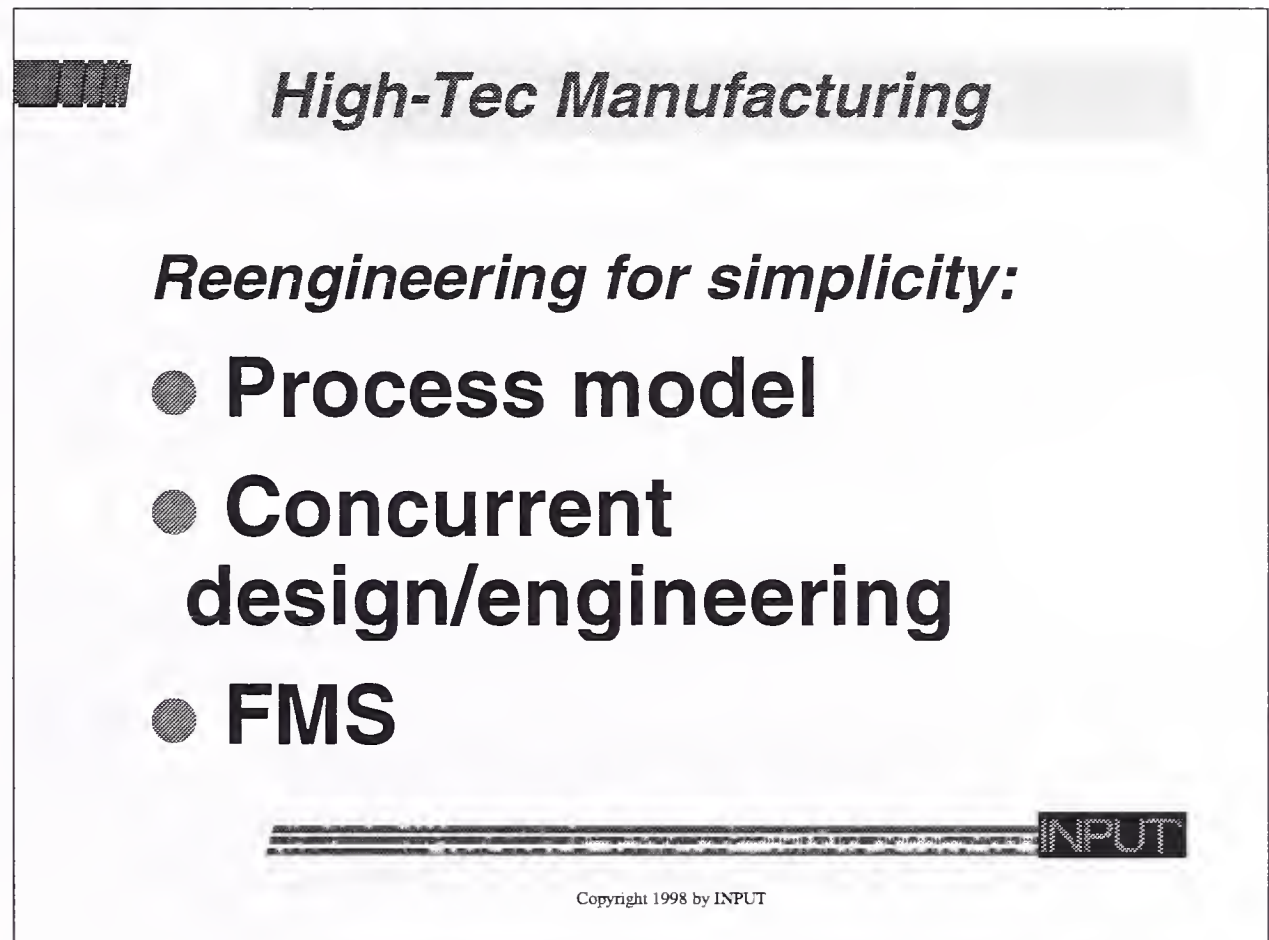 High-Tec Manufacturing
Reengineering for simplicity:
Process model
Concurrent
design/engineering
FMS
INPUT
Copyright 1998 by INPUT